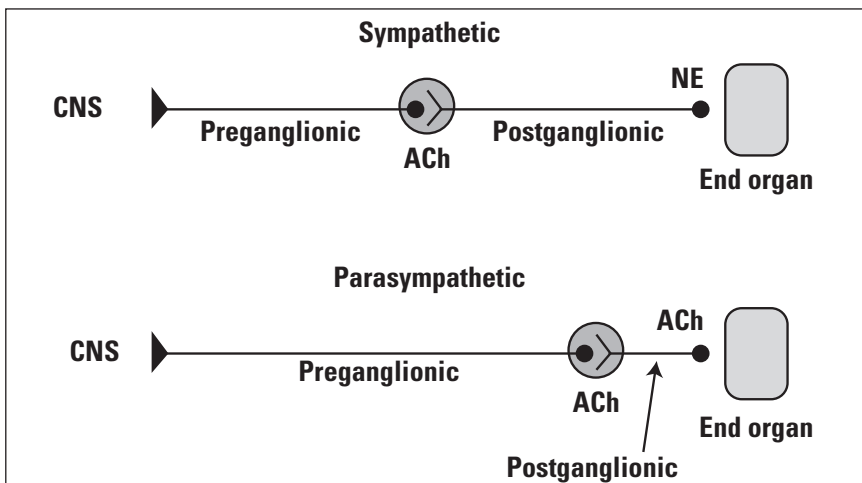 Sympathetic
NE
CNS
Preganglionic
Postganglionic
ACh
End organ
Parasympathetic
ACh
CNS
Preganglionic
ACh
End organ
Postganglionic